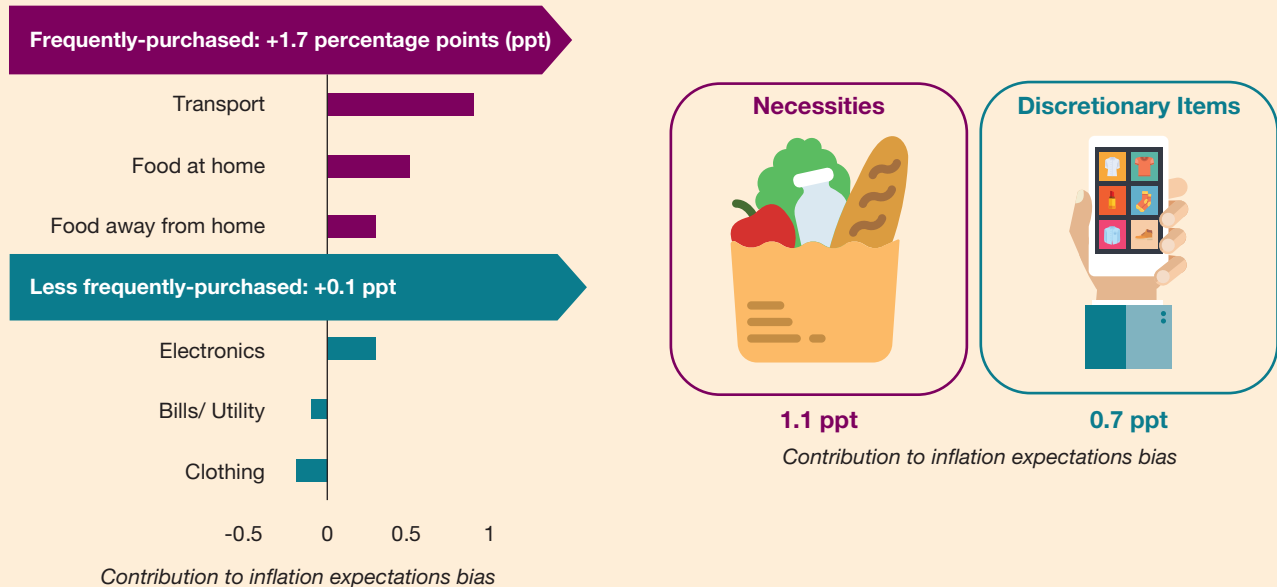 Frequently-purchased: +1.7 percentage points (ppt)
Transport
Food at home
Food away from home
Less frequently-purchased: +0.1 ppt
Electronics
Bills/ Utility
Clothing
-0.5 0 0.5 1
Contribution to inflation expectations bias
Necessities
1.1 ppt
Discretionary Items
0.7 ppt
Contribution to inflation expectations bias